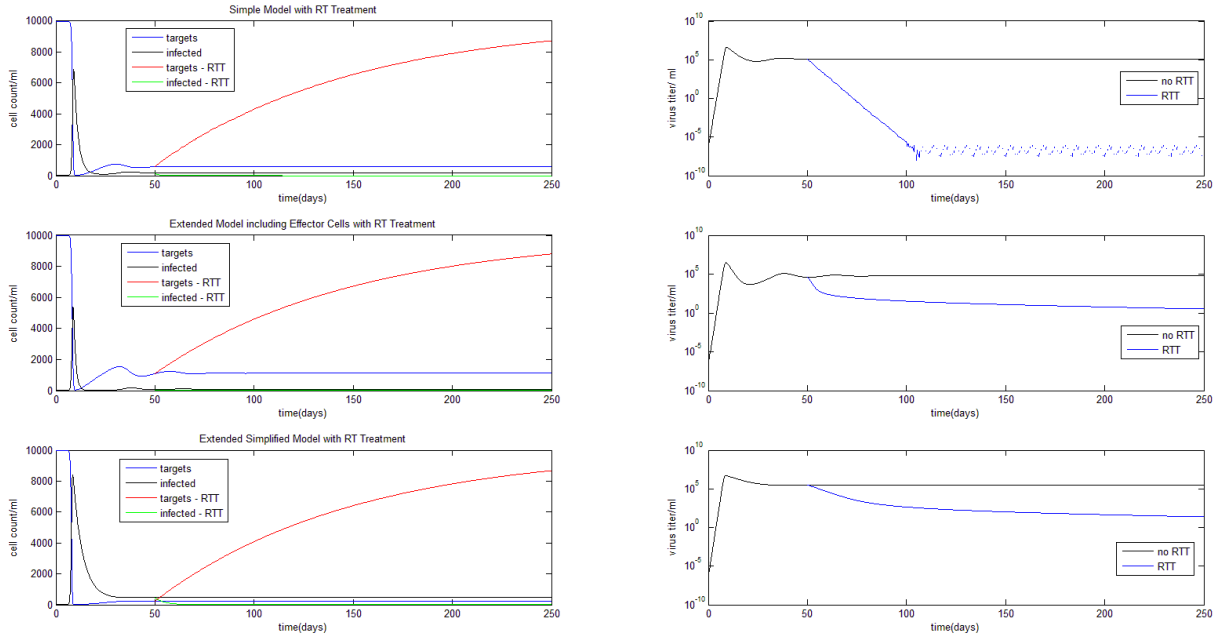 Simple Model with RT Treatment
10000
8000
6000
4000
2000
0
cell count/ml
targets
infected
targets - RTT
infected - RTT
0 50 100 150 200 250
time(days)
10^10
10^5
10^0
10^-5
10^-10
virus titer/ ml
no RTT
RTT
0 50 100 150 200 250
time(days)
Extended Model including Effector Cells with RT Treatment
10000
8000
6000
4000
2000
0
cell count/ml
targets
infected
targets - RTT
infected - RTT
0 50 100 150 200 250
time(days)
10^10
10^5
10^0
10^-5
10^-10
virus titer/ml
no RTT
RTT
0 50 100 150 200 250
time(days)
Extended Simplified Model with RT Treatment
10000
8000
6000
4000
2000
0
cell count/ml
targets
infected
targets - RTT
infected - RTT
0 50 100 150 200 250
time(days)
10^10
10^5
10^0
10^-5
10^-10
virus titer/ml
no RTT
RTT
0 50 100 150 200 250
time(days)